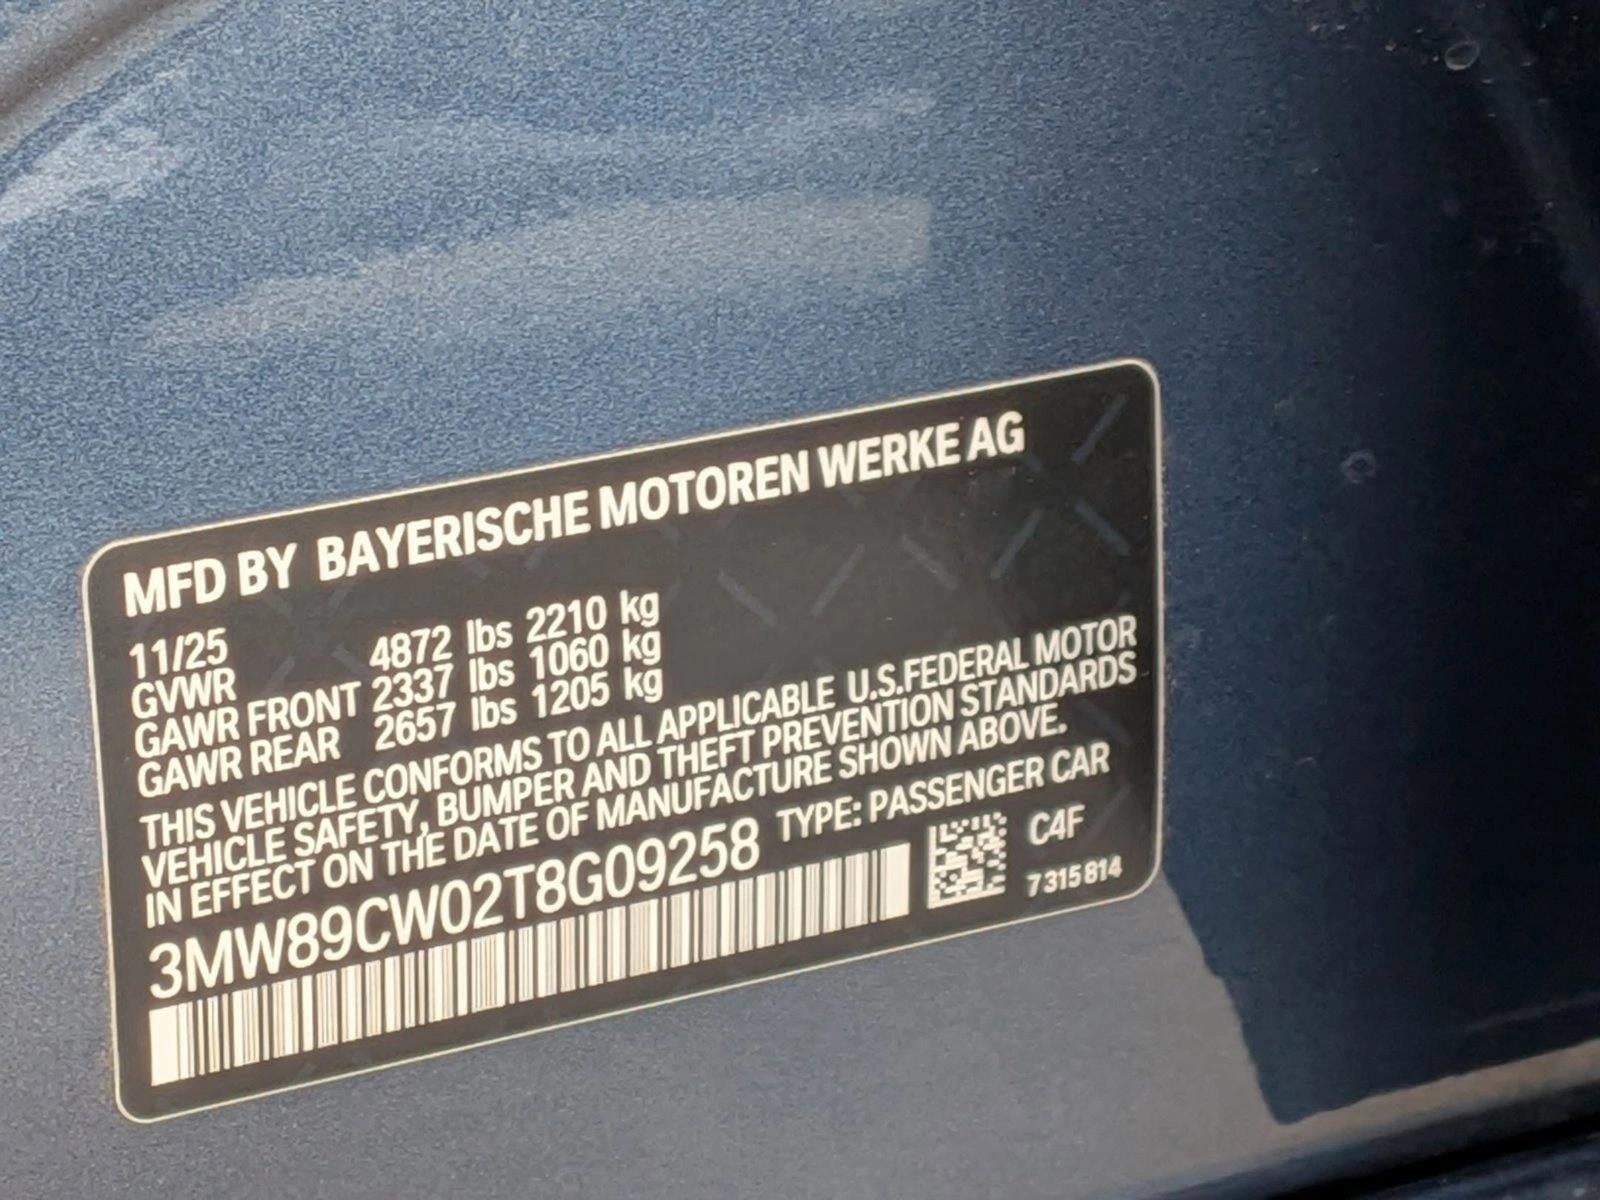 MFD BY BAYERISCHE MOTOREN WERKE AG
11/25
GVWR 4872 lbs 2210 kg
GAWR FRONT 2337 lbs 1060 kg
GAWR REAR 2657 lbs 1205 kg
THIS VEHICLE CONFORMS TO ALL APPLICABLE U.S.FEDERAL MOTOR
VEHICLE SAFETY, BUMPER AND THEFT PREVENTION STANDARDS
IN EFFECT ON THE DATE OF MANUFACTURE SHOWN ABOVE.
3MW89CW02T8G09258 TYPE: PASSENGER CAR
C4F
7 315 814